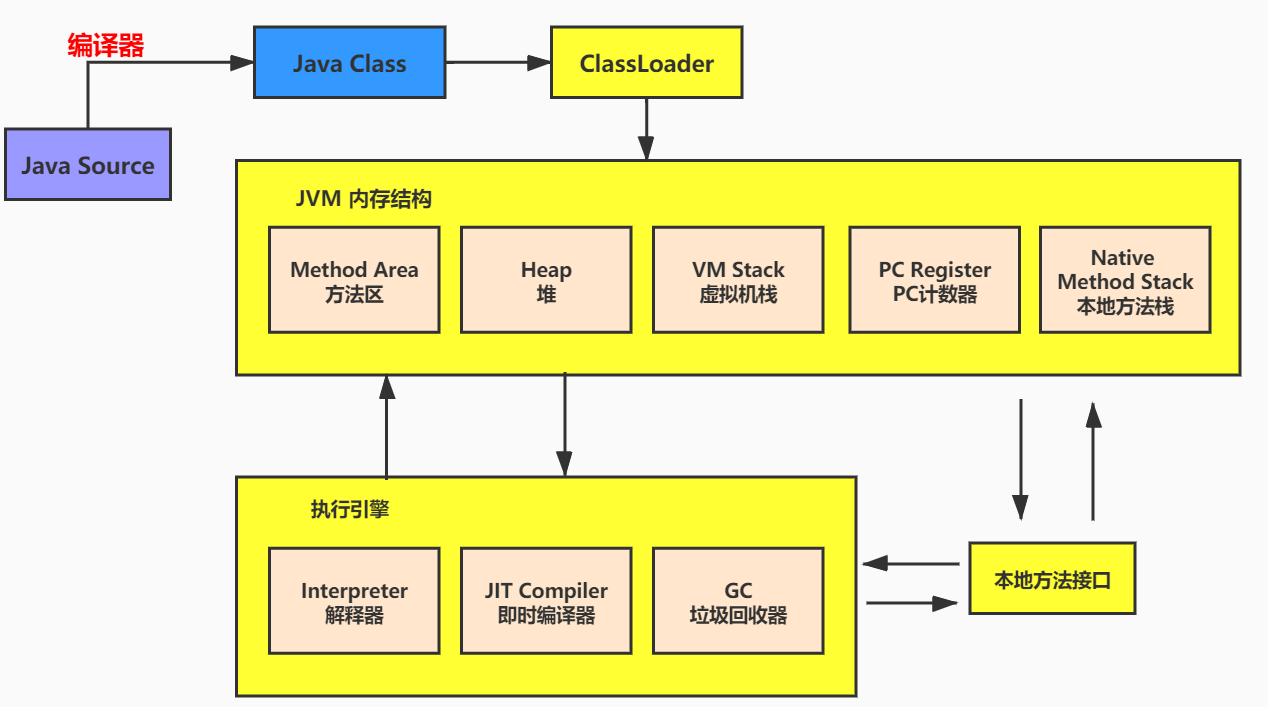 编译器
Java Class
ClassLoader
Java Source
JVM 内存结构
Method Area
方法区
Heap
堆
VM Stack
虚拟机栈
PC Register
PC计数器
Native
Method Stack
本地方法栈
执行引擎
Interpreter
解释器
JIT Compiler
即时编译器
GC
垃圾回收器
本地方法接口